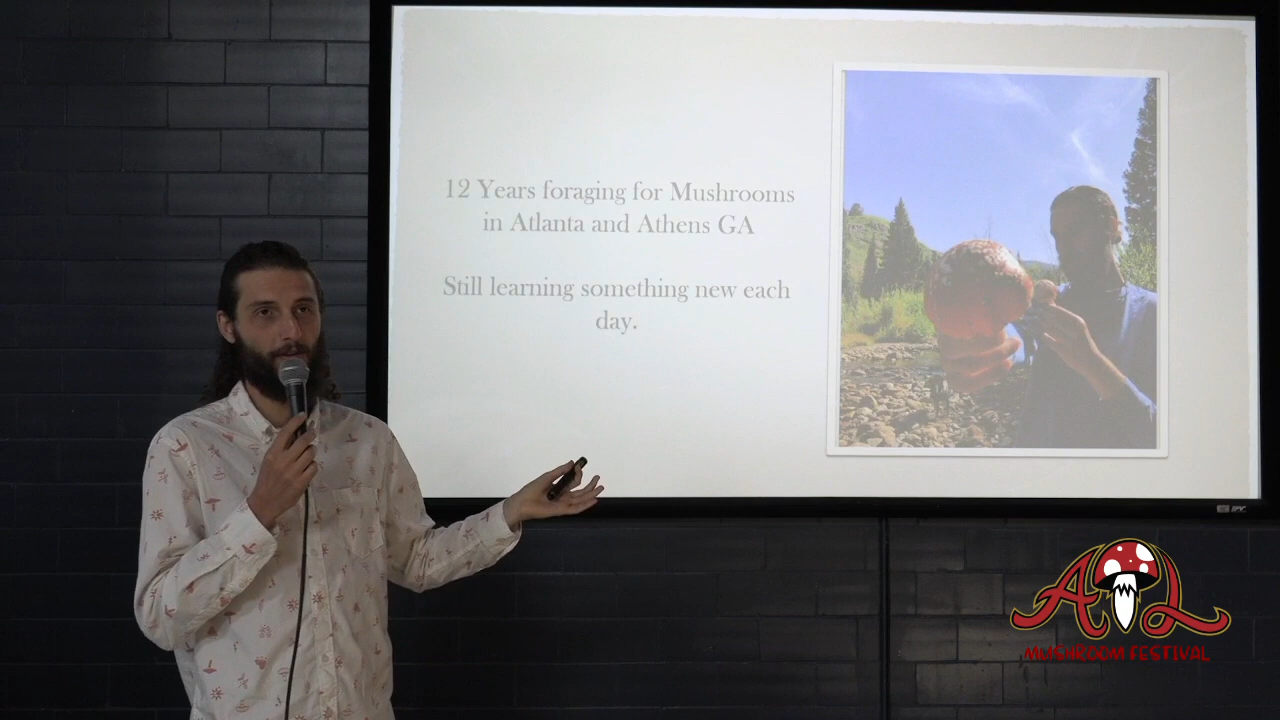 12 Years foraging for Mushrooms
in Atlanta and Athens GA
Still learning something new each
day.
ATL
MUSHROOM FESTIVAL